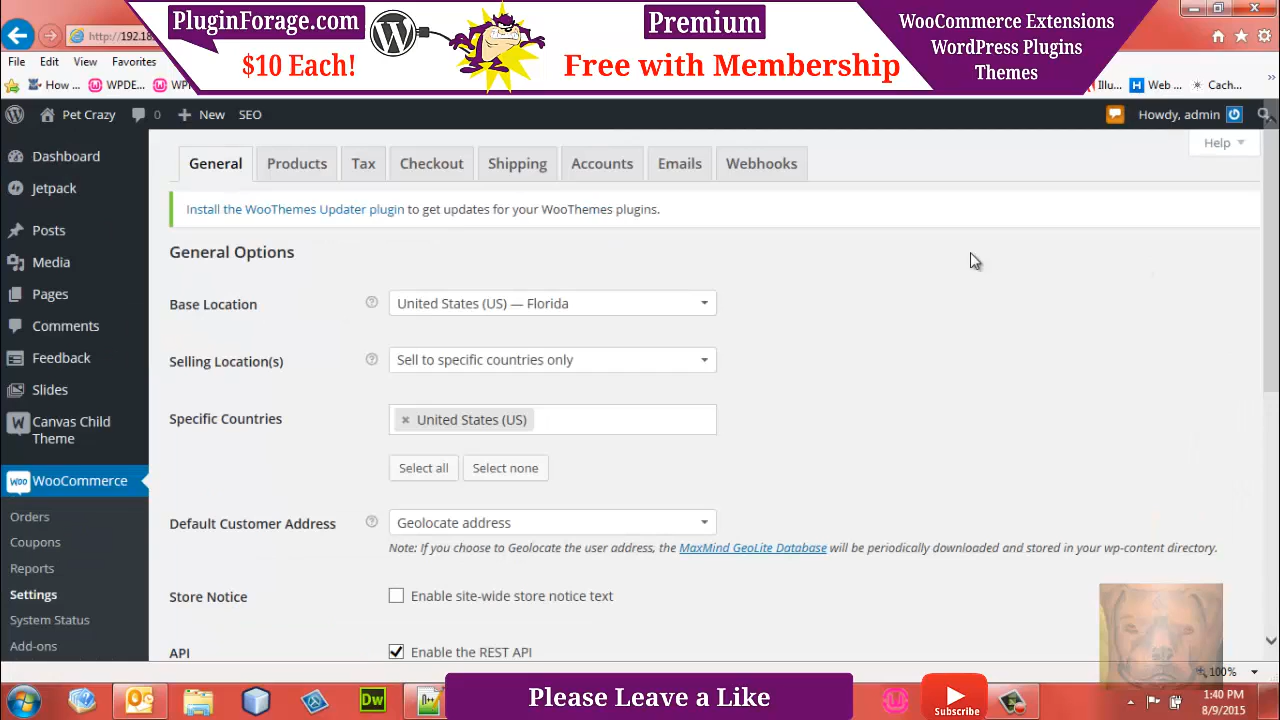 PluginForage.com
$10 Each!
Premium
Free with Membership
WooCommerce Extensions
WordPress Plugins
Themes
http://192.18
File Edit View Favorites
How ... WPDE... WP
Illu... Web ... Cach...
Pet Crazy 0 New SEO
Howdy, admin
Help
Dashboard
Jetpack
Posts
Media
Pages
Comments
Feedback
Slides
Canvas Child
Theme
WooCommerce
Orders
Coupons
Reports
Settings
System Status
Add-ons
General Products Tax Checkout Shipping Accounts Emails Webhooks
Install the WooThemes Updater plugin to get updates for your WooThemes plugins.
General Options
Base Location
United States (US) — Florida
Selling Location(s)
Sell to specific countries only
Specific Countries
× United States (US)
Select all Select none
Default Customer Address
Geolocate address
Note: If you choose to Geolocate the user address, the MaxMind GeoLite Database will be periodically downloaded and stored in your wp-content directory.
Store Notice
Enable site-wide store notice text
API
Enable the REST API
100%
Dw
Please Leave a Like
Subscribe
1:40 PM
8/9/2015